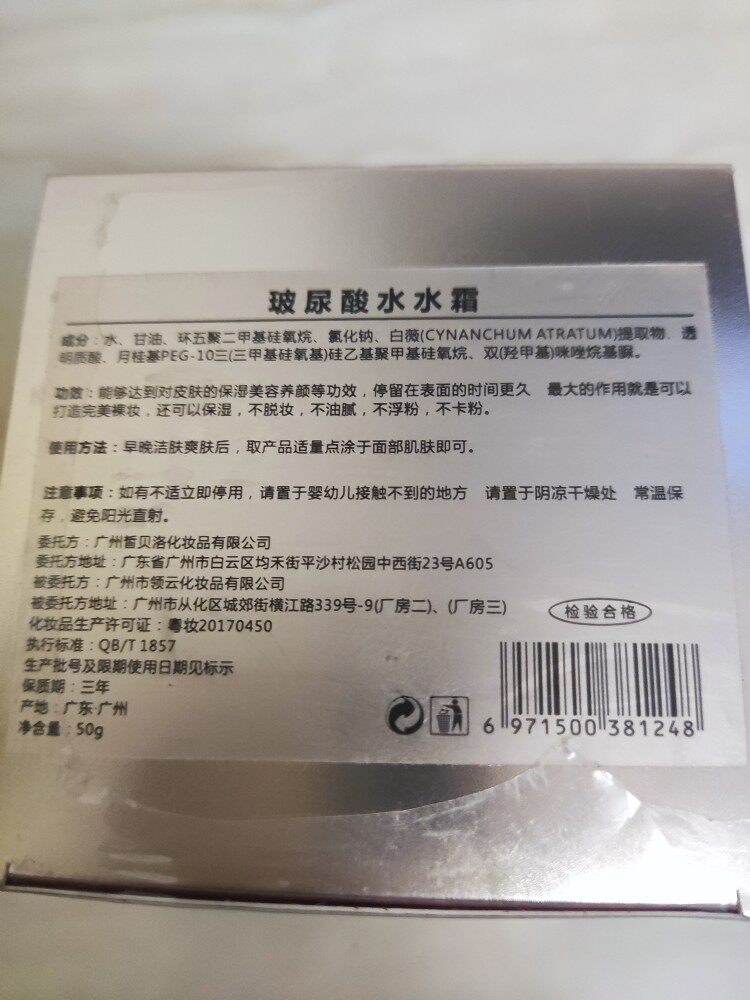 玻尿酸水水霜
成分：水、甘油、环五聚二甲基硅氧烷、氯化钠、白薇(CYNANCHUM ATRATUM)提取物、透
明质酸、月桂基PEG-10三(三甲基硅氧基)硅乙基聚甲基硅氧烷、双(羟甲基)咪唑烷基脲。
功效：能够达到对皮肤的保湿美容养颜等功效，停留在表面的时间更久 最大的作用就是可以
打造完美裸妆，还可以保湿，不脱妆，不油腻，不浮粉，不卡粉。
使用方法：早晚洁肤爽肤后，取产品适量点涂于面部肌肤即可。
注意事项：如有不适立即停用，请置于婴幼儿接触不到的地方 请置于阴凉干燥处 常温保
存，避免阳光直射。
委托方：广州皙贝洛化妆品有限公司
委托方地址：广东省广州市白云区均禾街平沙村松园中西街23号A605
被委托方：广州市领云化妆品有限公司
被委托方地址：广州市从化区城郊街横江路339号-9(厂房二)、(厂房三)
检验合格
化妆品生产许可证：粤妆20170450
执行标准：QB/T 1857
生产批号及限期使用日期见标示
保质期：三年
产地：广东·广州
净含量：50g
6 971500 381248